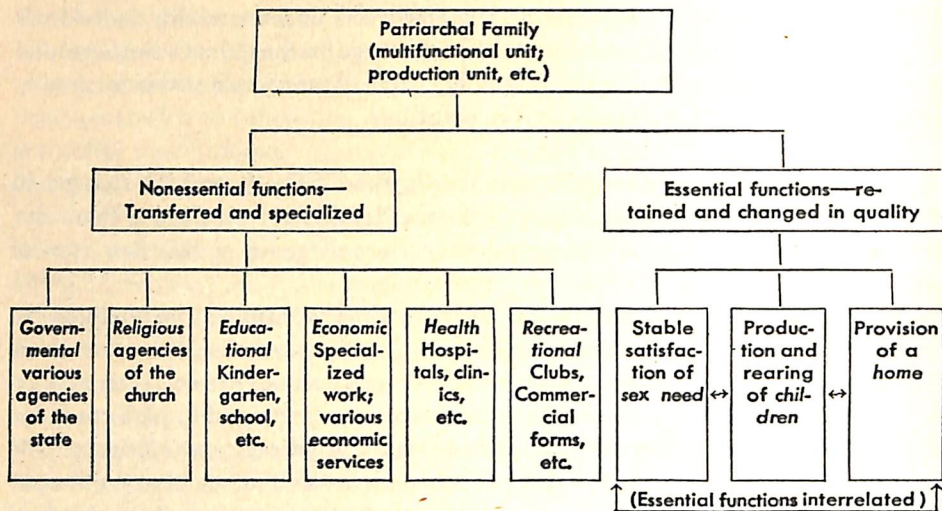 Patriarchal Family
(multifunctional unit;
production unit, etc.)
Nonessential functions—
Transferred and specialized
Essential functions—re-
tained and changed in quality
Govern-
mental
various
agencies
of the
state
Religious
agencies
of the
church
Educa-
tional
Kinder-
garten,
school,
etc.
Economic
Special-
ized
work;
various
economic
services
Health
Hospi-
tals, clin-
ics,
etc.
Recrea-
tional
Clubs,
Commer-
cial
forms,
etc.
Stable
satisfac-
tion of
sex need
↔
Produc-
tion and
rearing
of chil-
dren
↔
Provision
of a
home
↑ (Essential functions interrelated) ↑